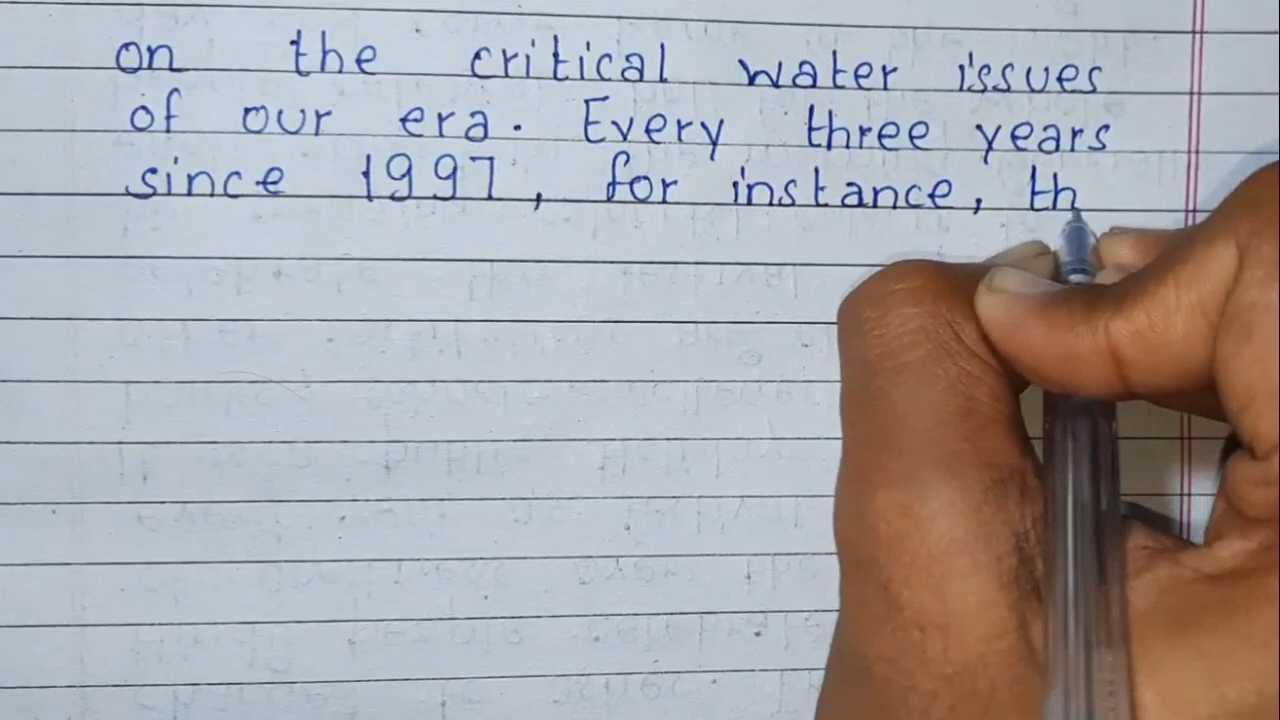 on the critical water issues
of our era. Every three years
since 1997, for instance, th